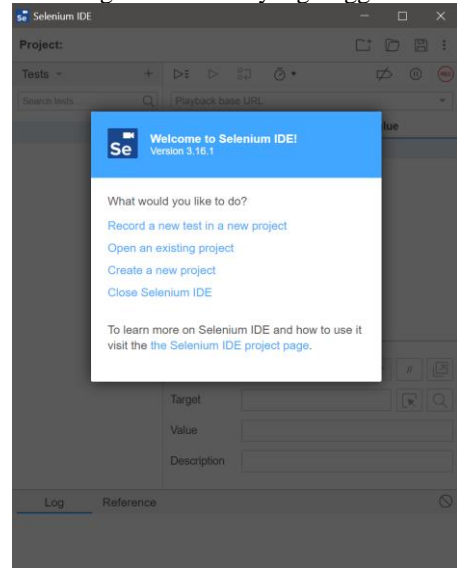 Selenium IDE
Project:
Tests
Search tests...
Playback base URL
lue
Se
Welcome to Selenium IDE!
Version 3.16.1
What would you like to do?
Record a new test in a new project
Open an existing project
Create a new project
Close Selenium IDE
To learn more on Selenium IDE and how to use it
visit the the Selenium IDE project page.
//
Target
Value
Description
Log
Reference